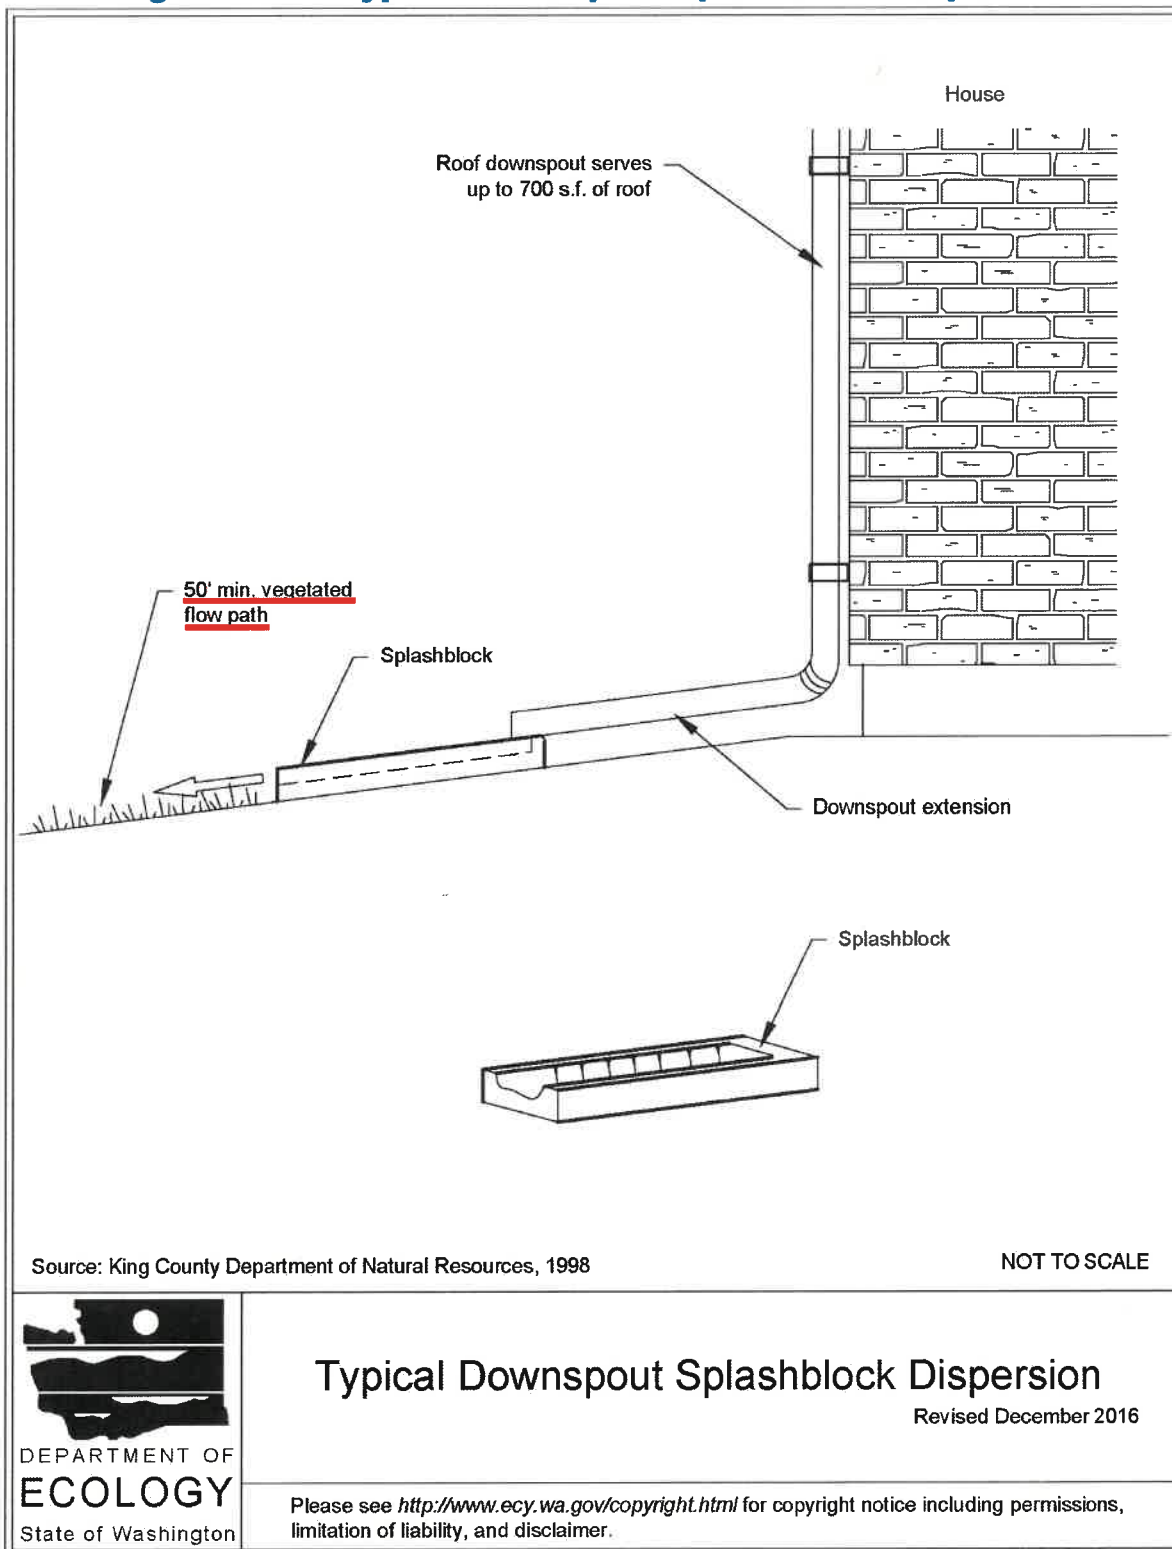 House
Roof downspout serves
up to 700 s.f. of roof
50' min. vegetated
flow path
Splashblock
Downspout extension
Splashblock
Source: King County Department of Natural Resources, 1998
NOT TO SCALE
Typical Downspout Splashblock Dispersion
Revised December 2016
DEPARTMENT OF
ECOLOGY
State of Washington
Please see http://www.ecy.wa.gov/copyright.html for copyright notice including permissions,
limitation of liability, and disclaimer.